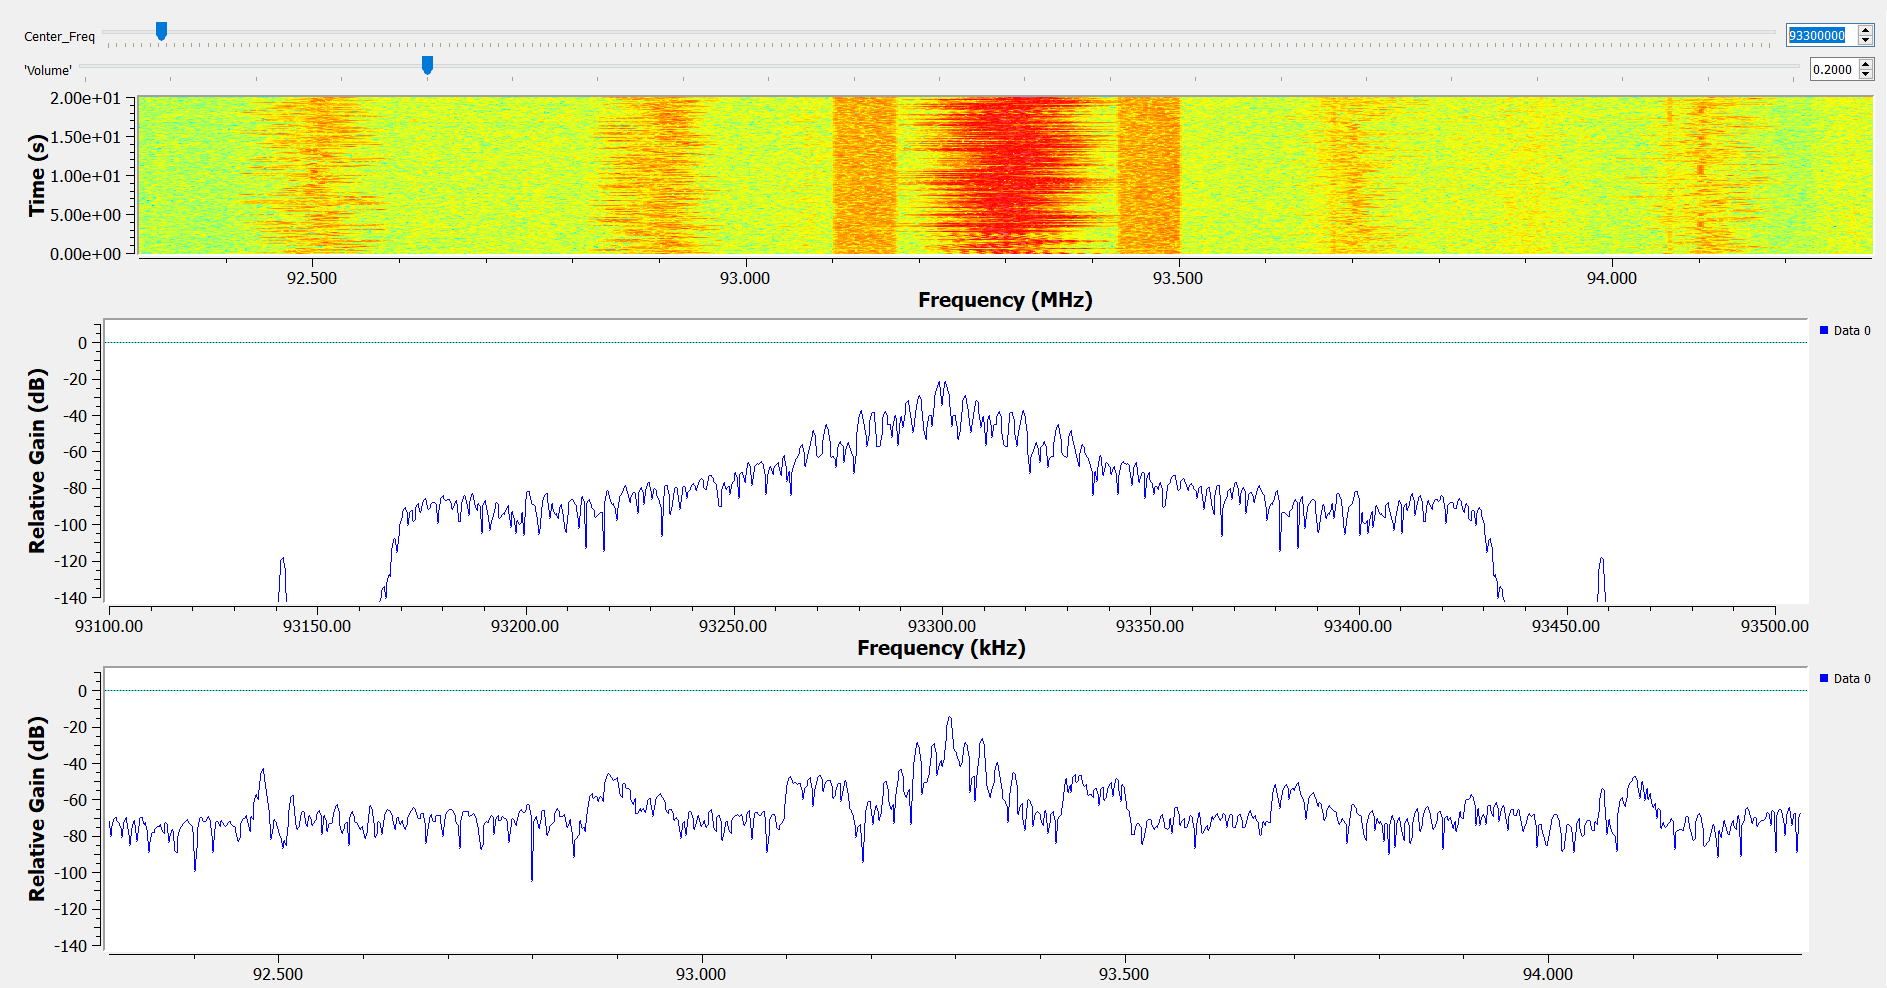 Center_Freq 93300000
'Volume' 0.2000
2.00e+01
1.50e+01
1.00e+01
5.00e+00
0.00e+00
Time (s)
92.500 93.000 93.500 94.000
Frequency (MHz)
Data 0
0
-20
-40
-60
-80
-100
-120
-140
Relative Gain (dB)
93100.00 93150.00 93200.00 93250.00 93300.00 93350.00 93400.00 93450.00 93500.00
Frequency (kHz)
Data 0
0
-20
-40
-60
-80
-100
-120
-140
Relative Gain (dB)
92.500 93.000 93.500 94.000